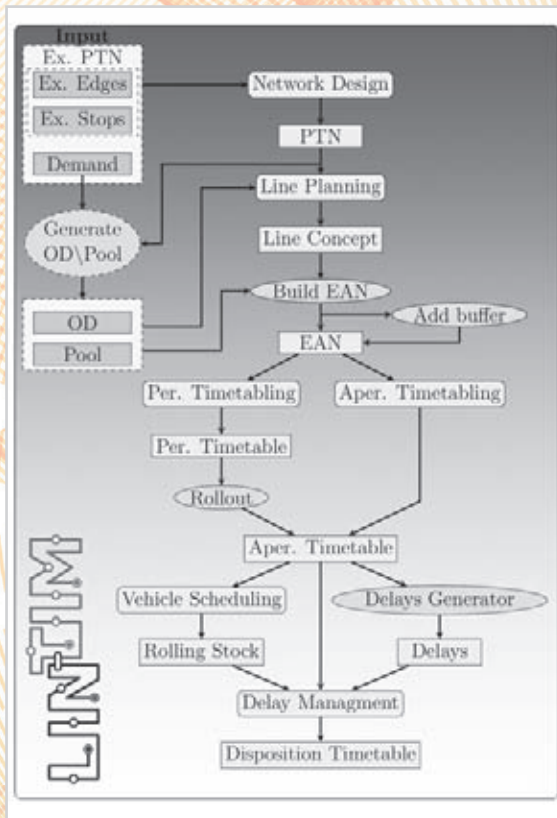 Input
Ex. PTN
Ex. Edges
Network Design
Ex. Stops
PTN
Demand
Line Planning
Generate
OD\Pool
Line Concept
Build EAN
OD
Add buffer
Pool
EAN
Per. Timetabling
Aper. Timetabling
Per. Timetable
Rollout
Aper. Timetable
Vehicle Scheduling
Delays Generator
Rolling Stock
Delays
Delay Managment
Disposition Timetable
LINTIM